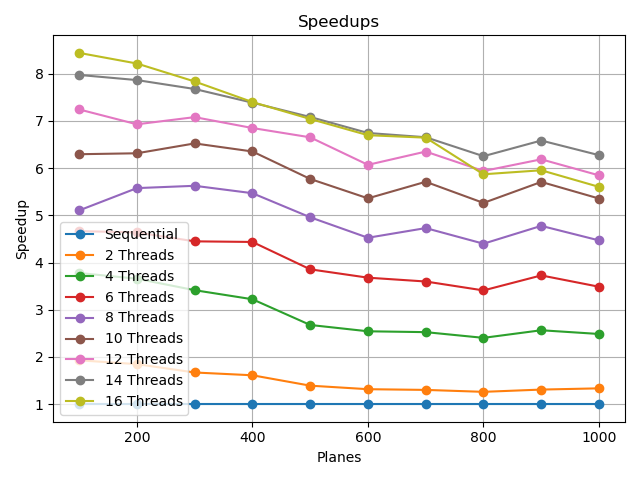 Speedups
Speedup
8
7
6
5
4
3
2
1
Sequential
2 Threads
4 Threads
6 Threads
8 Threads
10 Threads
12 Threads
14 Threads
16 Threads
200
400
600
800
1000
Planes